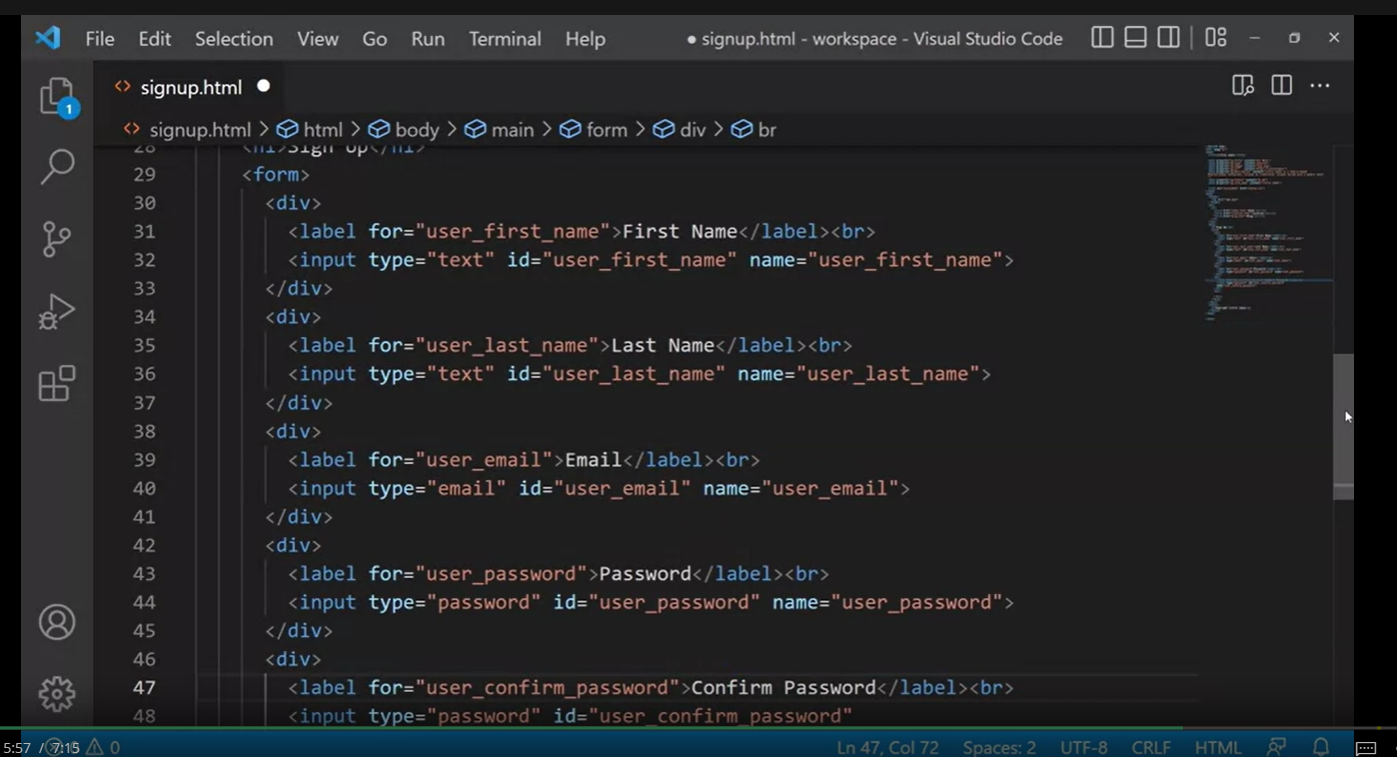 File Edit Selection View Go Run Terminal Help ● signup.html - workspace - Visual Studio Code
signup.html
1
signup.html > html > body > main > form > div > br
28 <h1>Sign Up</h1>
29 <form>
30 <div>
31 <label for="user_first_name">First Name</label><br>
32 <input type="text" id="user_first_name" name="user_first_name">
33 </div>
34 <div>
35 <label for="user_last_name">Last Name</label><br>
36 <input type="text" id="user_last_name" name="user_last_name">
37 </div>
38 <div>
39 <label for="user_email">Email</label><br>
40 <input type="email" id="user_email" name="user_email">
41 </div>
42 <div>
43 <label for="user_password">Password</label><br>
44 <input type="password" id="user_password" name="user_password">
45 </div>
46 <div>
47 <label for="user_confirm_password">Confirm Password</label><br>
48 <input type="password" id="user_confirm_password"
5:57 / 7:15 0 Ln 47, Col 72 Spaces: 2 UTF-8 CRLF HTML